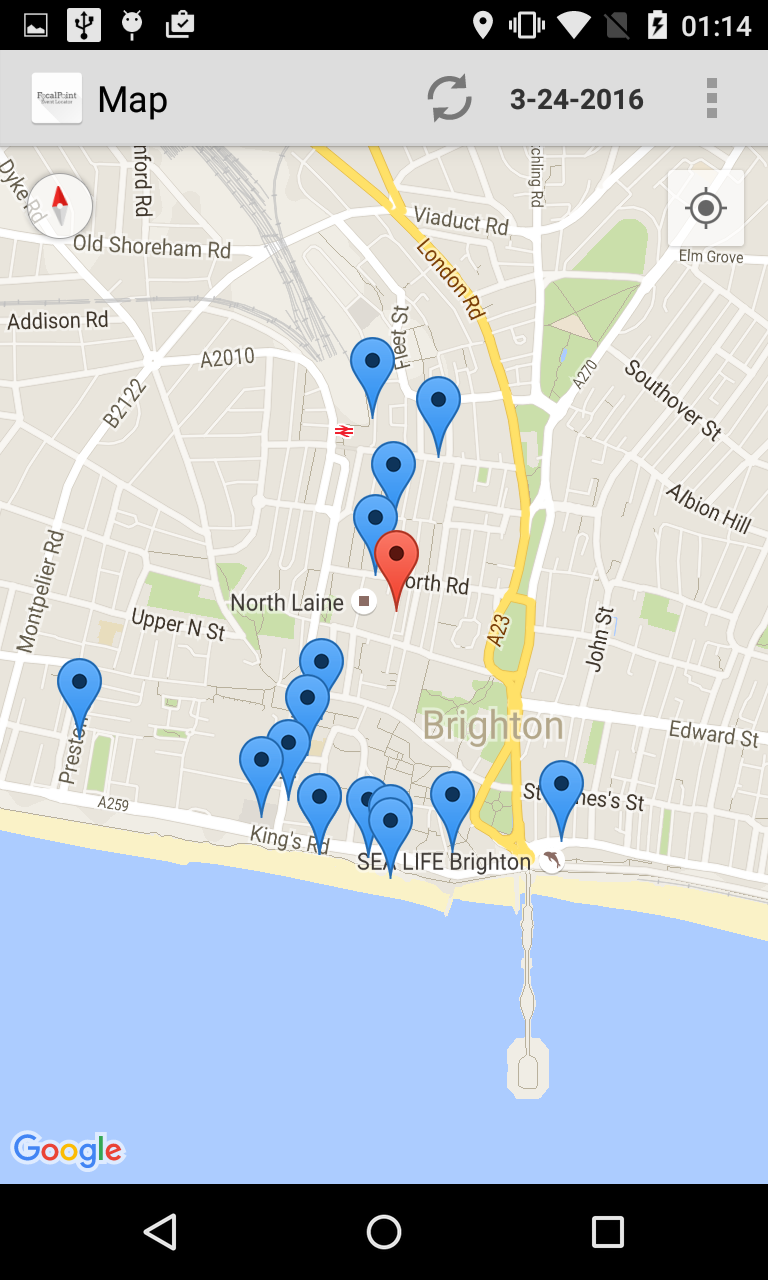 01:14
FocalPoint
Event Locator
Map
3-24-2016
Dyke Rd
nford Rd
chling Rd
Viaduct Rd
Old Shoreham Rd
Elm Grove
London Rd
Addison Rd
Fleet St
A2010
A270
B2122
Southover St
Albion Hill
Montpelier Rd
orth Rd
North Laine
Upper N St
A23
John St
Preston
Brighton
Edward St
A259
St mes's St
King's Rd
SEA LIFE Brighton
Google